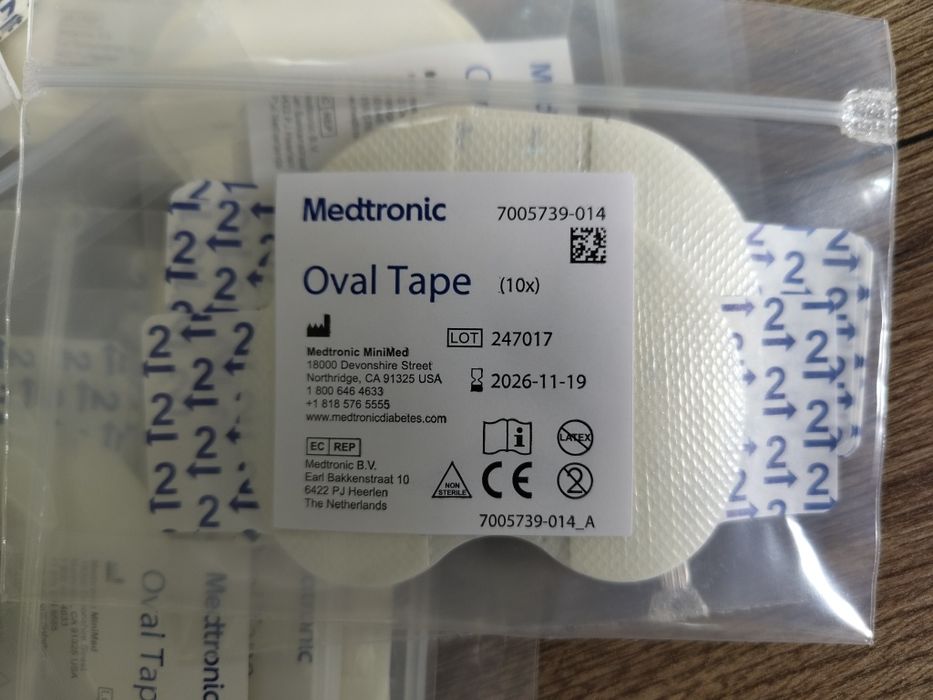 Medtronic
7005739-014
Oval Tape (10x)
LOT 247017
2026-11-19
Medtronic MiniMed
18000 Devonshire Street
Northridge, CA 91325 USA
1 800 646 4633
+1 818 576 5555
www.medtronicdiabetes.com
EC REP
Medtronic B.V.
Earl Bakkenstraat 10
6422 PJ Heerlen
The Netherlands
LATEX
NON
STERILE
CE
2
7005739-014_A
Oval Tap
Medtronic